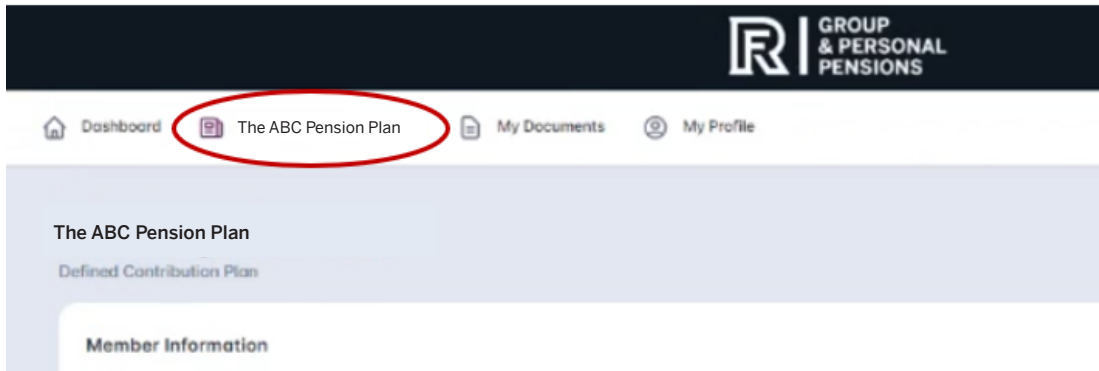 FR GROUP
& PERSONAL
PENSIONS
Dashboard The ABC Pension Plan My Documents My Profile
The ABC Pension Plan
Defined Contribution Plan
Member Information